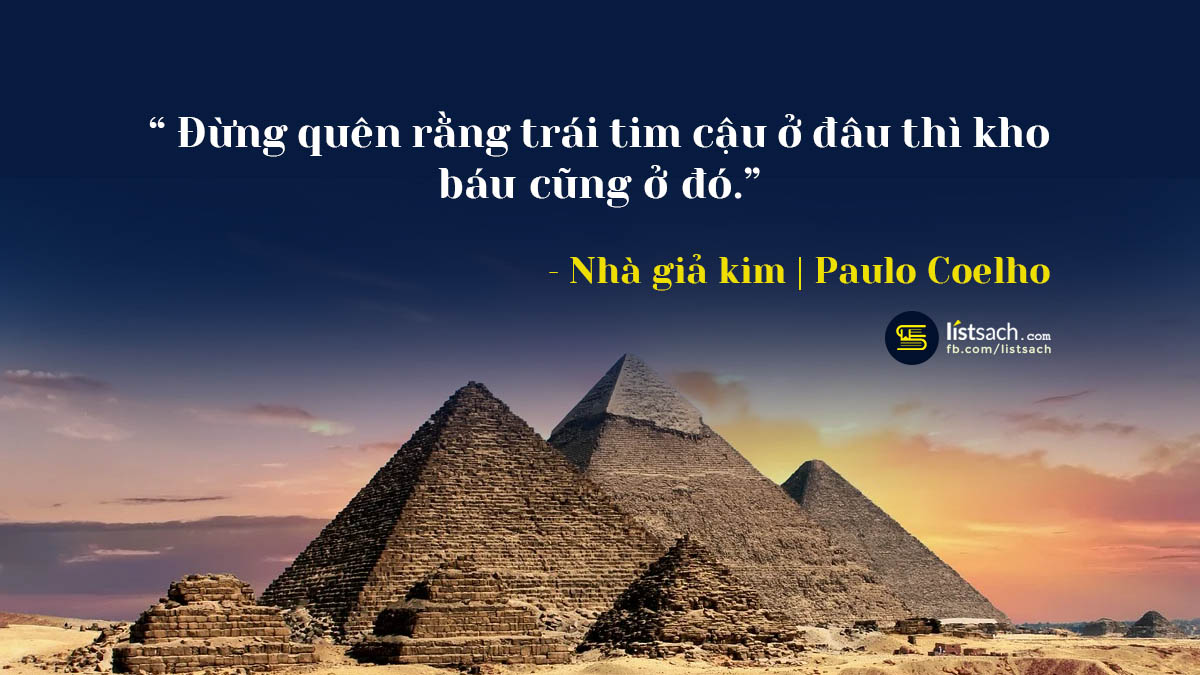 “ Đừng quên rằng trái tim cậu ở đâu thì kho
báu cũng ở đó.”
- Nhà giả kim | Paulo Coelho
listsach.com
fb.com/listsach